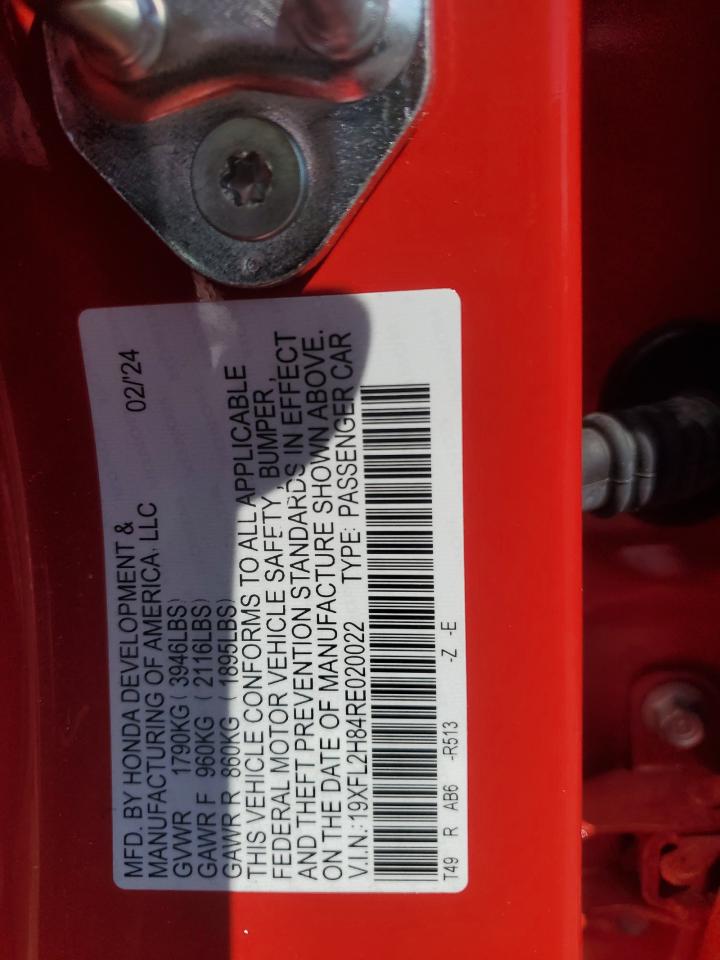 MFD. BY HONDA DEVELOPMENT & 02/'24
MANUFACTURING OF AMERICA, LLC
GVWR 1790KG ( 3946LBS)
GAWR F 960KG ( 2116LBS)
GAWR R 860KG ( 1895LBS)
THIS VEHICLE CONFORMS TO ALL APPLICABLE
FEDERAL MOTOR VEHICLE SAFETY, BUMPER,
AND THEFT PREVENTION STANDARDS IN EFFECT
ON THE DATE OF MANUFACTURE SHOWN ABOVE.
V.I.N.:19XFL2H84RE020022 TYPE: PASSENGER CAR
T49 R AB6 -R513 -Z -E